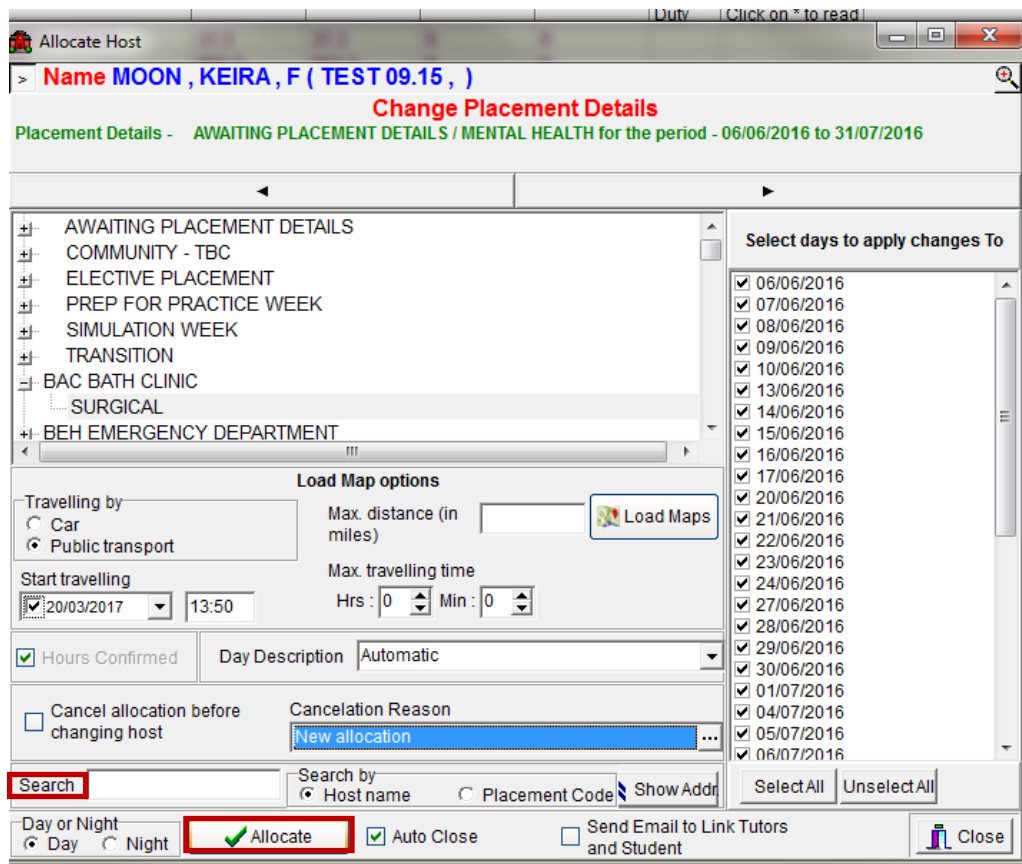 Duty Click on * to read
Allocate Host
> Name MOON , KEIRA , F ( TEST 09.15 , )
Change Placement Details
Placement Details - AWAITING PLACEMENT DETAILS / MENTAL HEALTH for the period - 06/06/2016 to 31/07/2016
AWAITING PLACEMENT DETAILS
COMMUNITY - TBC
ELECTIVE PLACEMENT
PREP FOR PRACTICE WEEK
SIMULATION WEEK
TRANSITION
BAC BATH CLINIC
SURGICAL
BEH EMERGENCY DEPARTMENT
Select days to apply changes To
06/06/2016
07/06/2016
08/06/2016
09/06/2016
10/06/2016
13/06/2016
14/06/2016
15/06/2016
16/06/2016
17/06/2016
20/06/2016
21/06/2016
22/06/2016
23/06/2016
24/06/2016
27/06/2016
28/06/2016
29/06/2016
30/06/2016
01/07/2016
04/07/2016
05/07/2016
06/07/2016
Load Map options
Travelling by
Car
Public transport
Max. distance (in
miles)
Load Maps
Start travelling
20/03/2017 13:50
Max. travelling time
Hrs : 0 Min : 0
Hours Confirmed
Day Description Automatic
Cancel allocation before
changing host
Cancelation Reason
New allocation ...
Search
Search by
Host name Placement Code
Show Addr
Select All Unselect All
Day or Night
Day Night
Allocate
Auto Close
Send Email to Link Tutors
and Student
Close